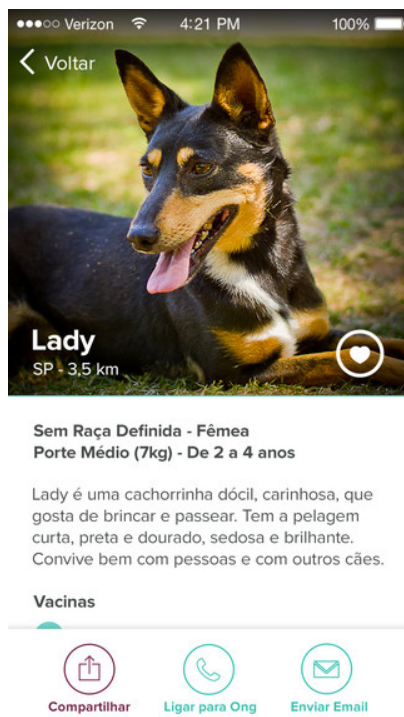 Verizon 4:21 PM 100%
Voltar
Lady
SP - 3,5 km
Sem Raça Definida - Fêmea
Porte Médio (7kg) - De 2 a 4 anos
Lady é uma cachorrinha dócil, carinhosa, que
gosta de brincar e passear. Tem a pelagem
curta, preta e dourado, sedosa e brilhante.
Convive bem com pessoas e com outros cães.
Vacinas
Compartilhar Ligar para Ong Enviar Email